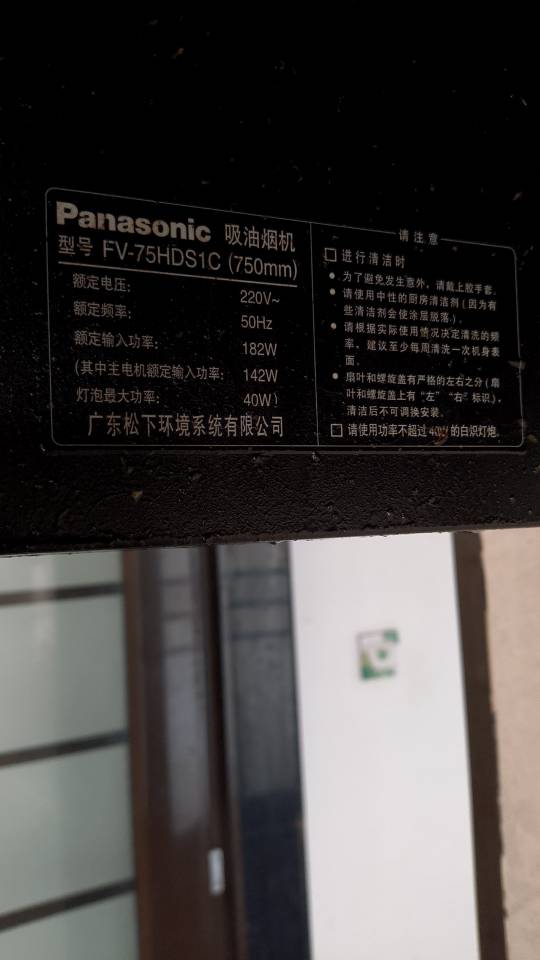 Panasonic 吸油烟机
型号 FV-75HDS1C (750mm)
额定电压: 220V~
额定频率: 50Hz
额定输入功率: 182W
(其中主电机额定输入功率: 142W
灯泡最大功率: 40W)
广东松下环境系统有限公司
请注意
□ 进行清洁时
● 为了避免发生意外，请戴上胶手套.
● 请使用中性的厨房清洁剂(因为有
些清洁剂会使涂层脱落.).
● 请根据实际使用情况决定清洗的频
率，建议至少每周清洗一次机身表
面.
● 扇叶和螺旋盖有严格的左右之分(扇
叶和螺旋盖上有"左" "右"标识),
清洁后不可调换安装.
□ 请使用功率不超过40W的白炽灯炮.